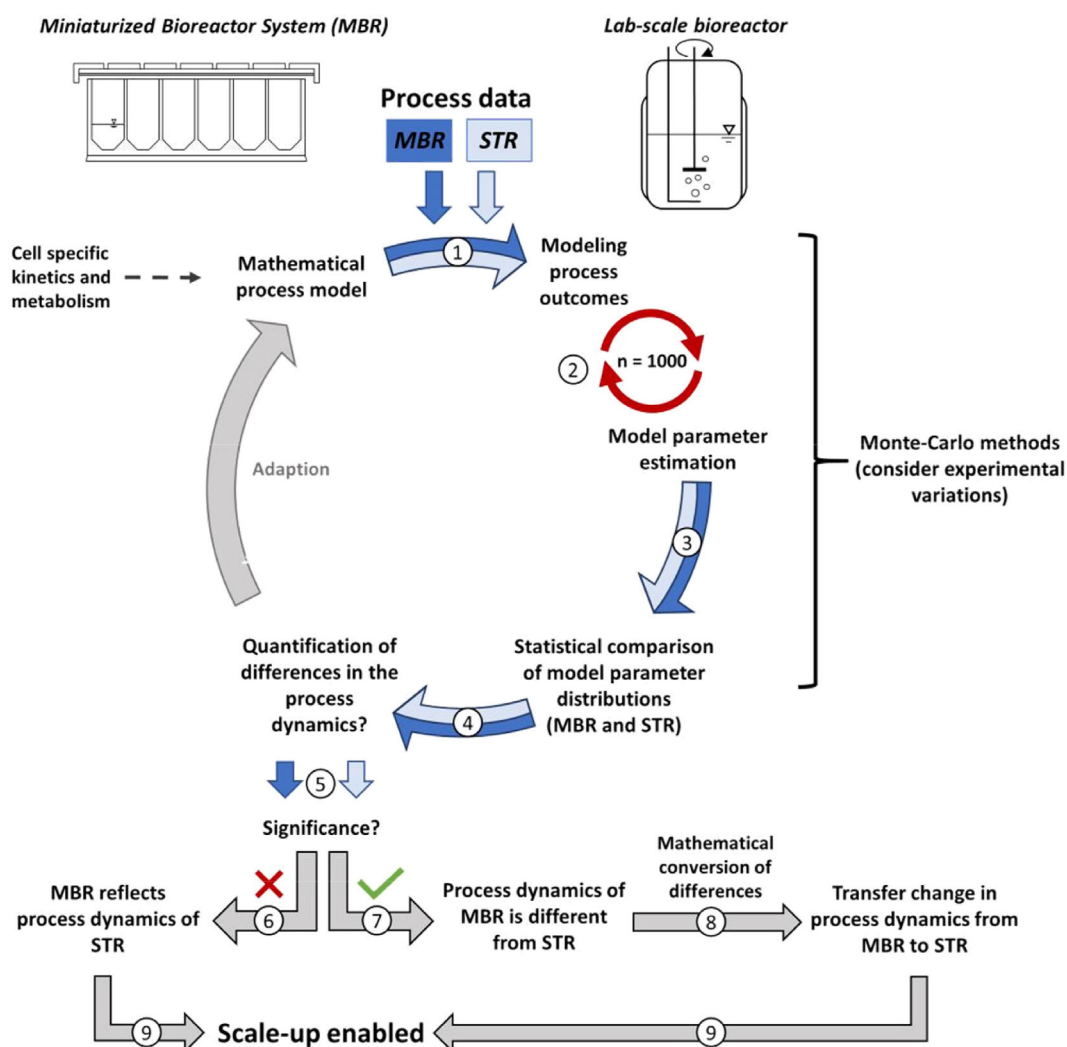 Miniaturized Bioreactor System (MBR)
Lab-scale bioreactor
Process data
MBR
STR
1
Cell specific
kinetics and
metabolism
Mathematical
process model
Modeling
process
outcomes
2
n = 1000
Model parameter
estimation
Monte-Carlo methods
(consider experimental
variations)
Adaption
3
Statistical comparison
of model parameter
distributions
(MBR and STR)
4
Quantification of
differences in the
process
dynamics?
5
Significance?
6
MBR reflects
process dynamics of
STR
7
Process dynamics of
MBR is different
from STR
Mathematical
conversion of
differences
8
Transfer change in
process dynamics from
MBR to STR
9
Scale-up enabled
9